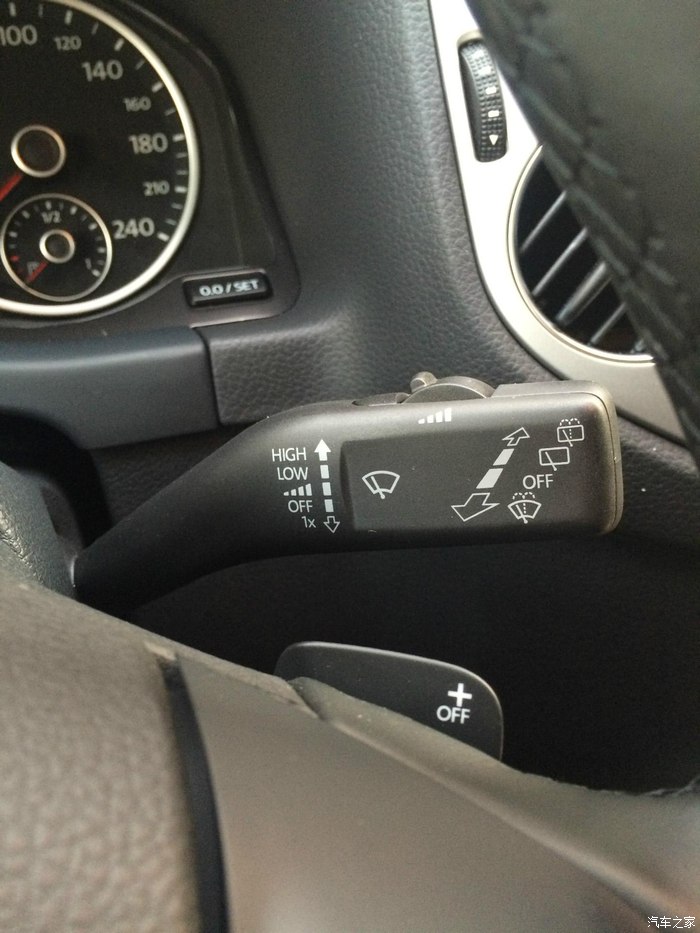 100
120
140
160
180
210
240
1/2
R
1
0.0/SET
HIGH
LOW
OFF
1x
OFF
+
OFF
汽车之家